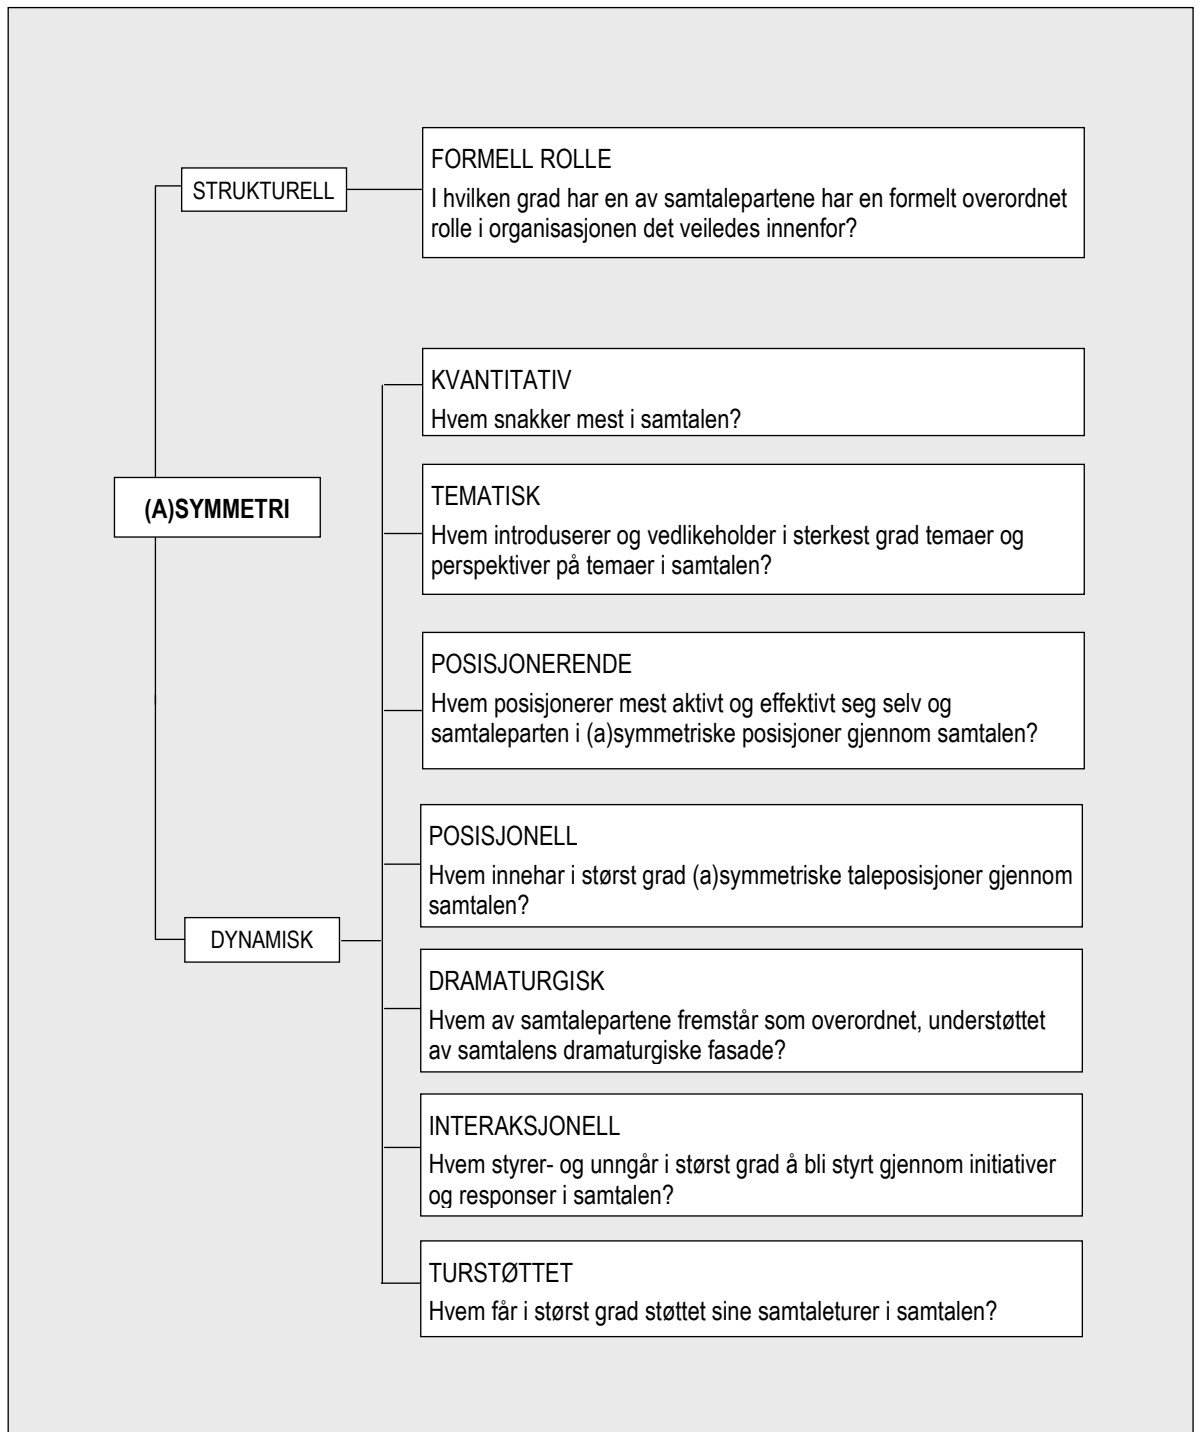 FORMELL ROLLE
I hvilken grad har en av samtalepartene har en formelt overordnet
rolle i organisasjonen det veiledes innenfor?
STRUKTURELL
KVANTITATIV
Hvem snakker mest i samtalen?
TEMATISK
Hvem introduserer og vedlikeholder i sterkest grad temaer og
perspektiver på temaer i samtalen?
(A)SYMMETRI
POSISJONERENDE
Hvem posisjonerer mest aktivt og effektivt seg selv og
samtaleparten i (a)symmetriske posisjoner gjennom samtalen?
POSISJONELL
Hvem innehar i størst grad (a)symmetriske taleposisjoner gjennom
samtalen?
DYNAMISK
DRAMATURGISK
Hvem av samtalepartene fremstår som overordnet, understøttet
av samtalens dramaturgiske fasade?
INTERAKSJONELL
Hvem styrer- og unngår i størst grad å bli styrt gjennom initiativer
og responser i samtalen?
TURSTØTTET
Hvem får i størst grad støttet sine samtaleturer i samtalen?